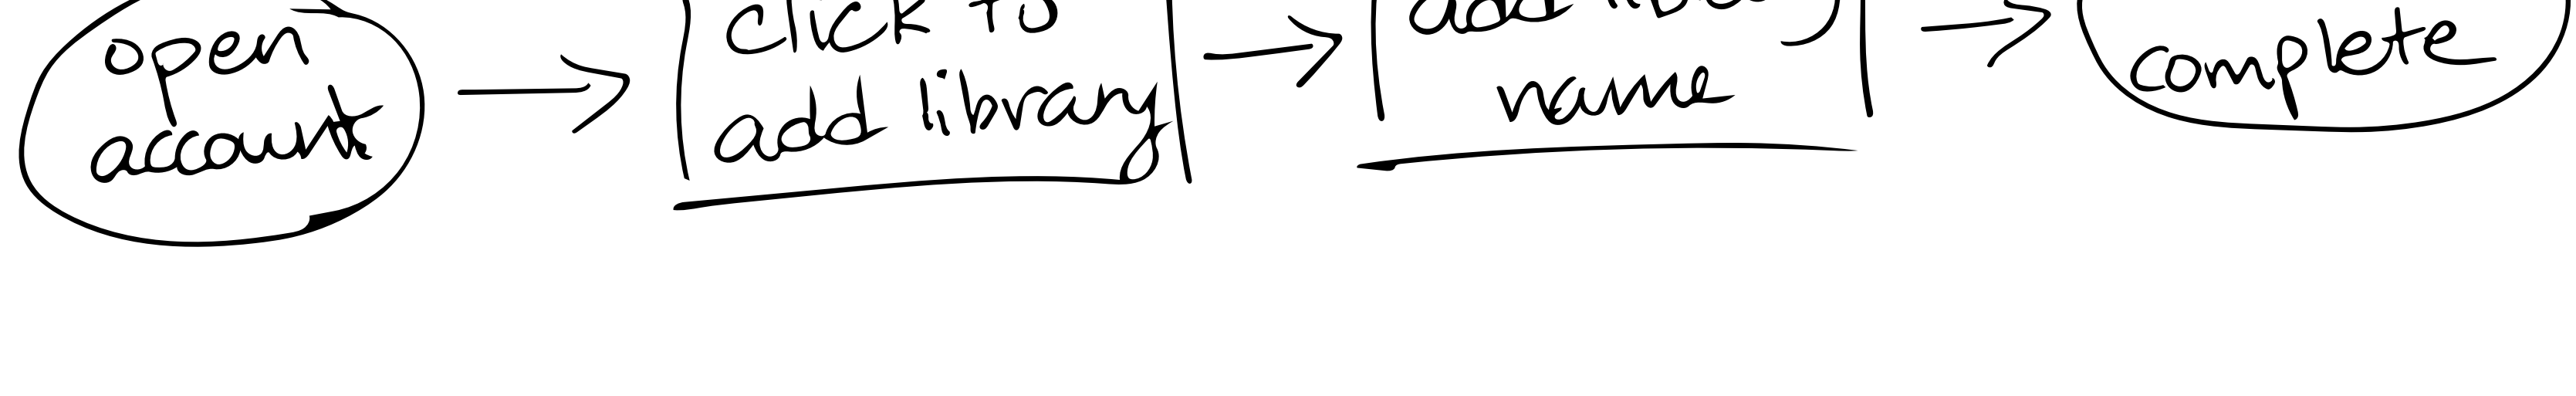 open
account
click to
add library
name
complete